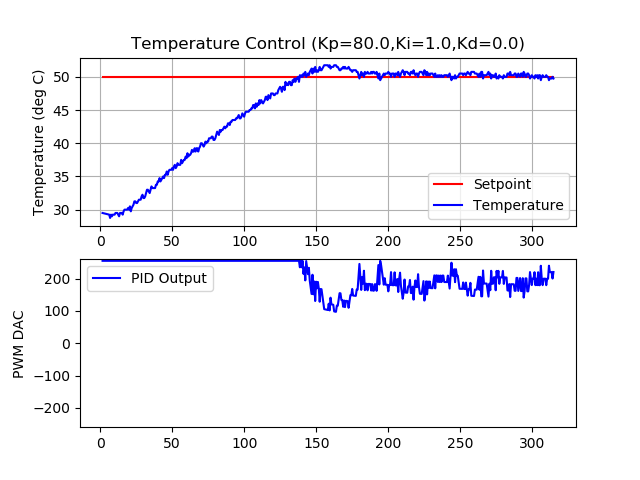 Temperature Control (Kp=80.0,Ki=1.0,Kd=0.0)
Temperature (deg C)
50
45
40
35
30
Setpoint
Temperature
0 50 100 150 200 250 300
PWM DAC
200
100
0
−100
−200
PID Output
0 50 100 150 200 250 300